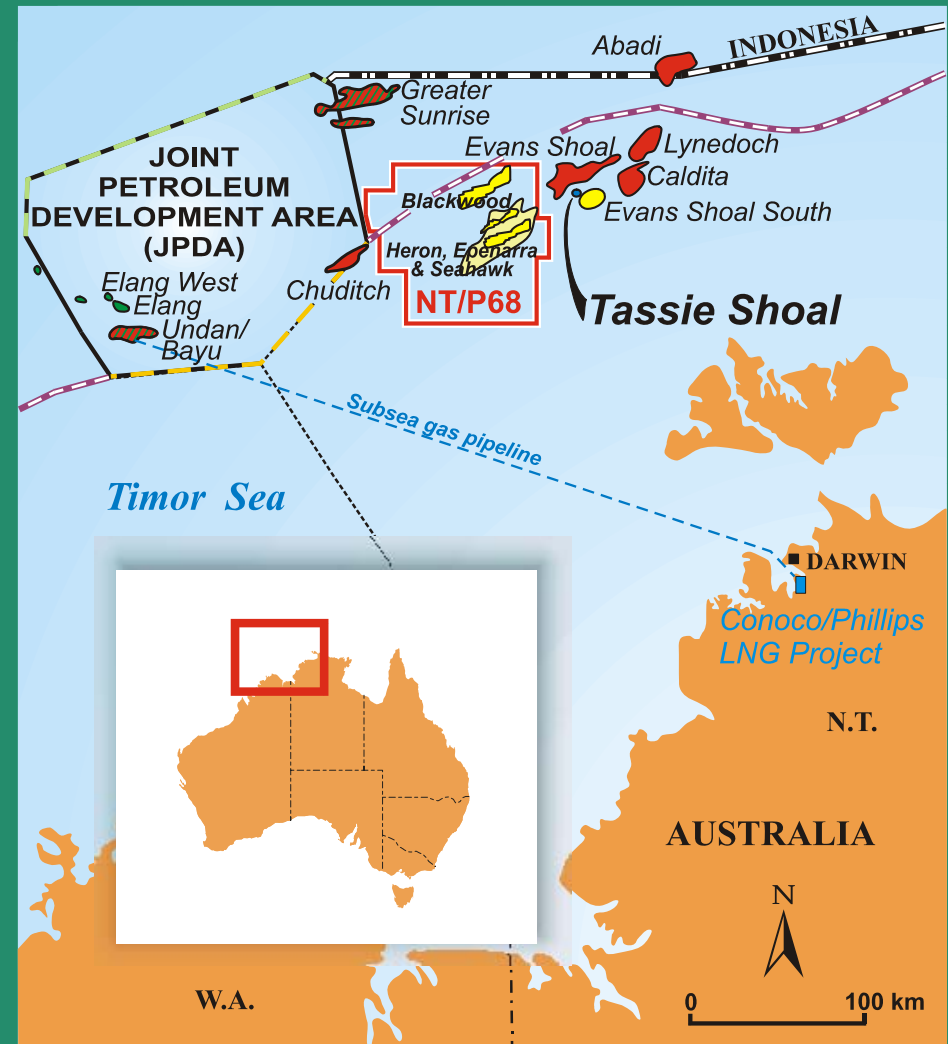 INDONESIA
Abadi
Greater
Sunrise
Evans Shoal
Lynedoch
Caldita
Evans Shoal South
JOINT
PETROLEUM
DEVELOPMENT AREA
(JPDA)
Blackwood
Heron, Epenarra
& Seahawk
NT/P68
Chuditch
Elang West
Elang
Undan/
Bayu
Tassie Shoal
Subsea gas pipeline
Timor Sea
DARWIN
Conoco/Phillips
LNG Project
N.T.
AUSTRALIA
N
W.A.
0 100 km